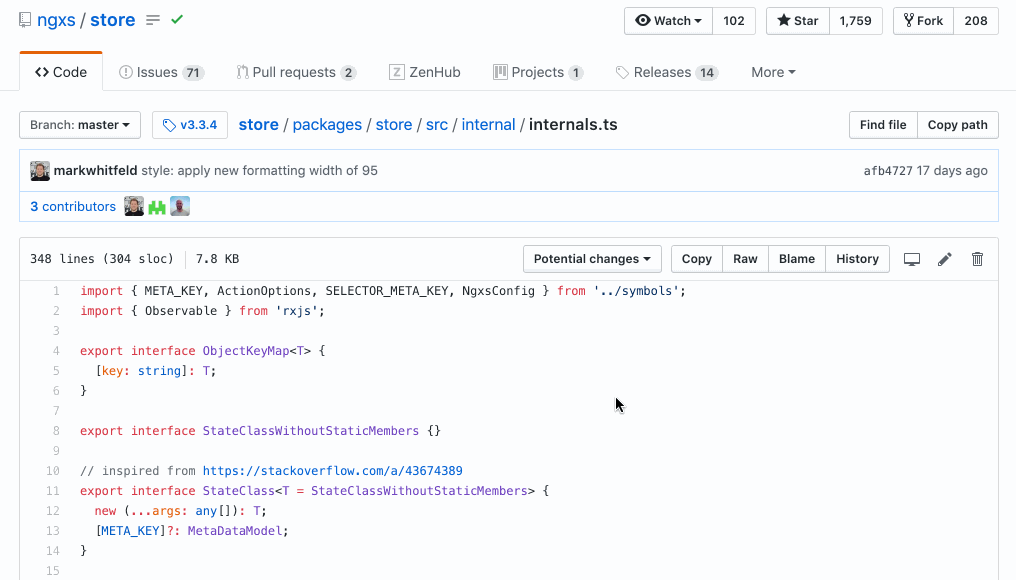 ngxs / store
Watch 102 Star 1,759 Fork 208
Code Issues 71 Pull requests 2 ZenHub Projects 1 Releases 14 More
Branch: master v3.3.4 store / packages / store / src / internal / internals.ts Find file Copy path
markwhitfeld style: apply new formatting width of 95 afb4727 17 days ago
3 contributors
348 lines (304 sloc) 7.8 KB Potential changes Copy Raw Blame History
1 import { META_KEY, ActionOptions, SELECTOR_META_KEY, NgxsConfig } from '../symbols';
2 import { Observable } from 'rxjs';
3
4 export interface ObjectKeyMap<T> {
5   [key: string]: T;
6 }
7
8 export interface StateClassWithoutStaticMembers {}
9
10 // inspired from https://stackoverflow.com/a/43674389
11 export interface StateClass<T = StateClassWithoutStaticMembers> {
12   new (...args: any[]): T;
13   [META_KEY]?: MetaDataModel;
14 }
15